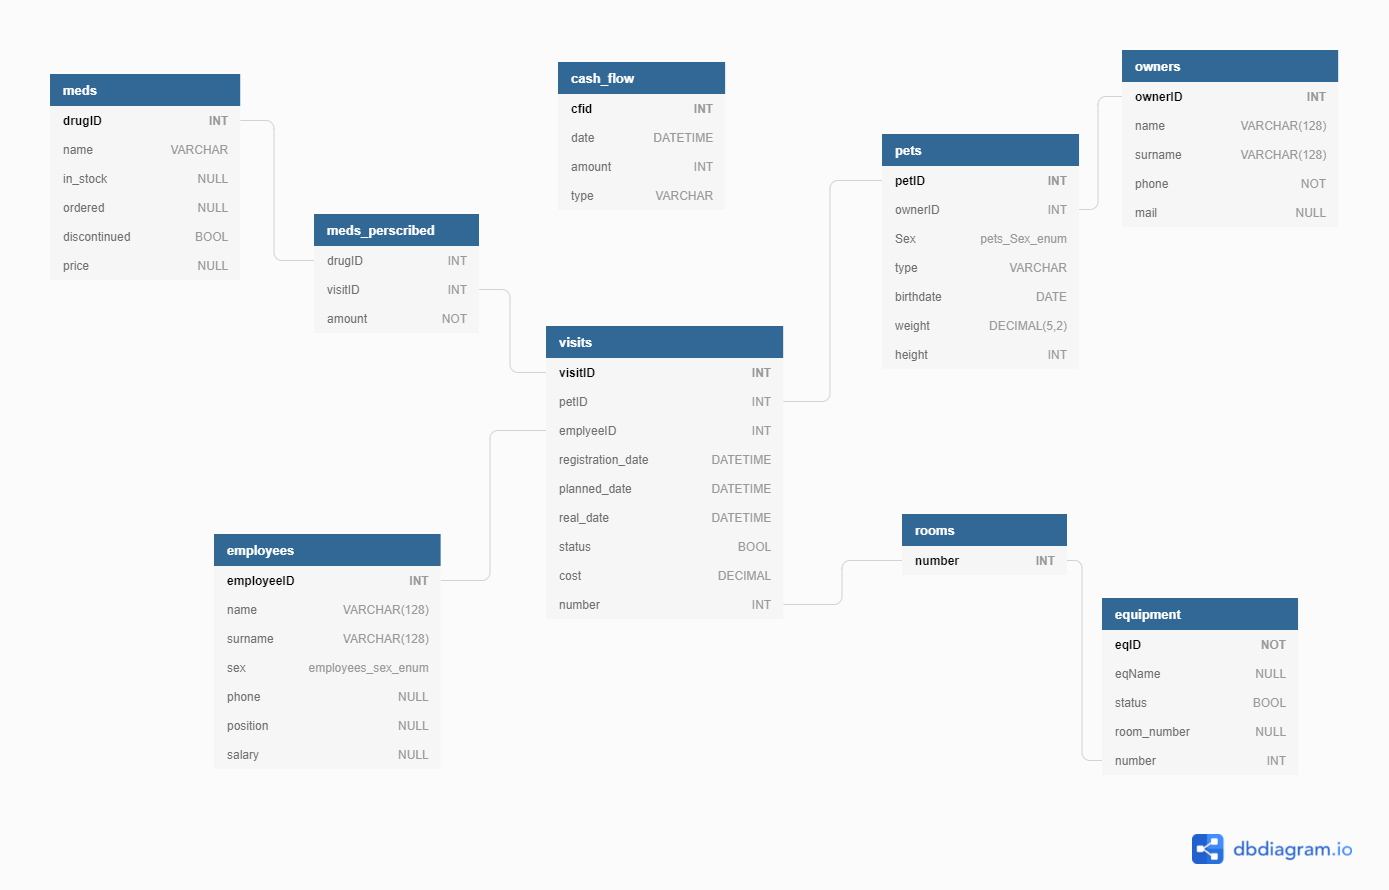 meds
drugID INT
name VARCHAR
in_stock NULL
ordered NULL
discontinued BOOL
price NULL
meds_perscribed
drugID INT
visitID INT
amount NOT
cash_flow
cfid INT
date DATETIME
amount INT
type VARCHAR
visits
visitID INT
petID INT
emplyeeID INT
registration_date DATETIME
planned_date DATETIME
real_date DATETIME
status BOOL
cost DECIMAL
number INT
employees
employeeID INT
name VARCHAR(128)
surname VARCHAR(128)
sex employees_sex_enum
phone NULL
position NULL
salary NULL
pets
petID INT
ownerID INT
Sex pets_Sex_enum
type VARCHAR
birthdate DATE
weight DECIMAL(5,2)
height INT
owners
ownerID INT
name VARCHAR(128)
surname VARCHAR(128)
phone NOT
mail NULL
rooms
number INT
equipment
eqID NOT
eqName NULL
status BOOL
room_number NULL
number INT
dbdiagram.io